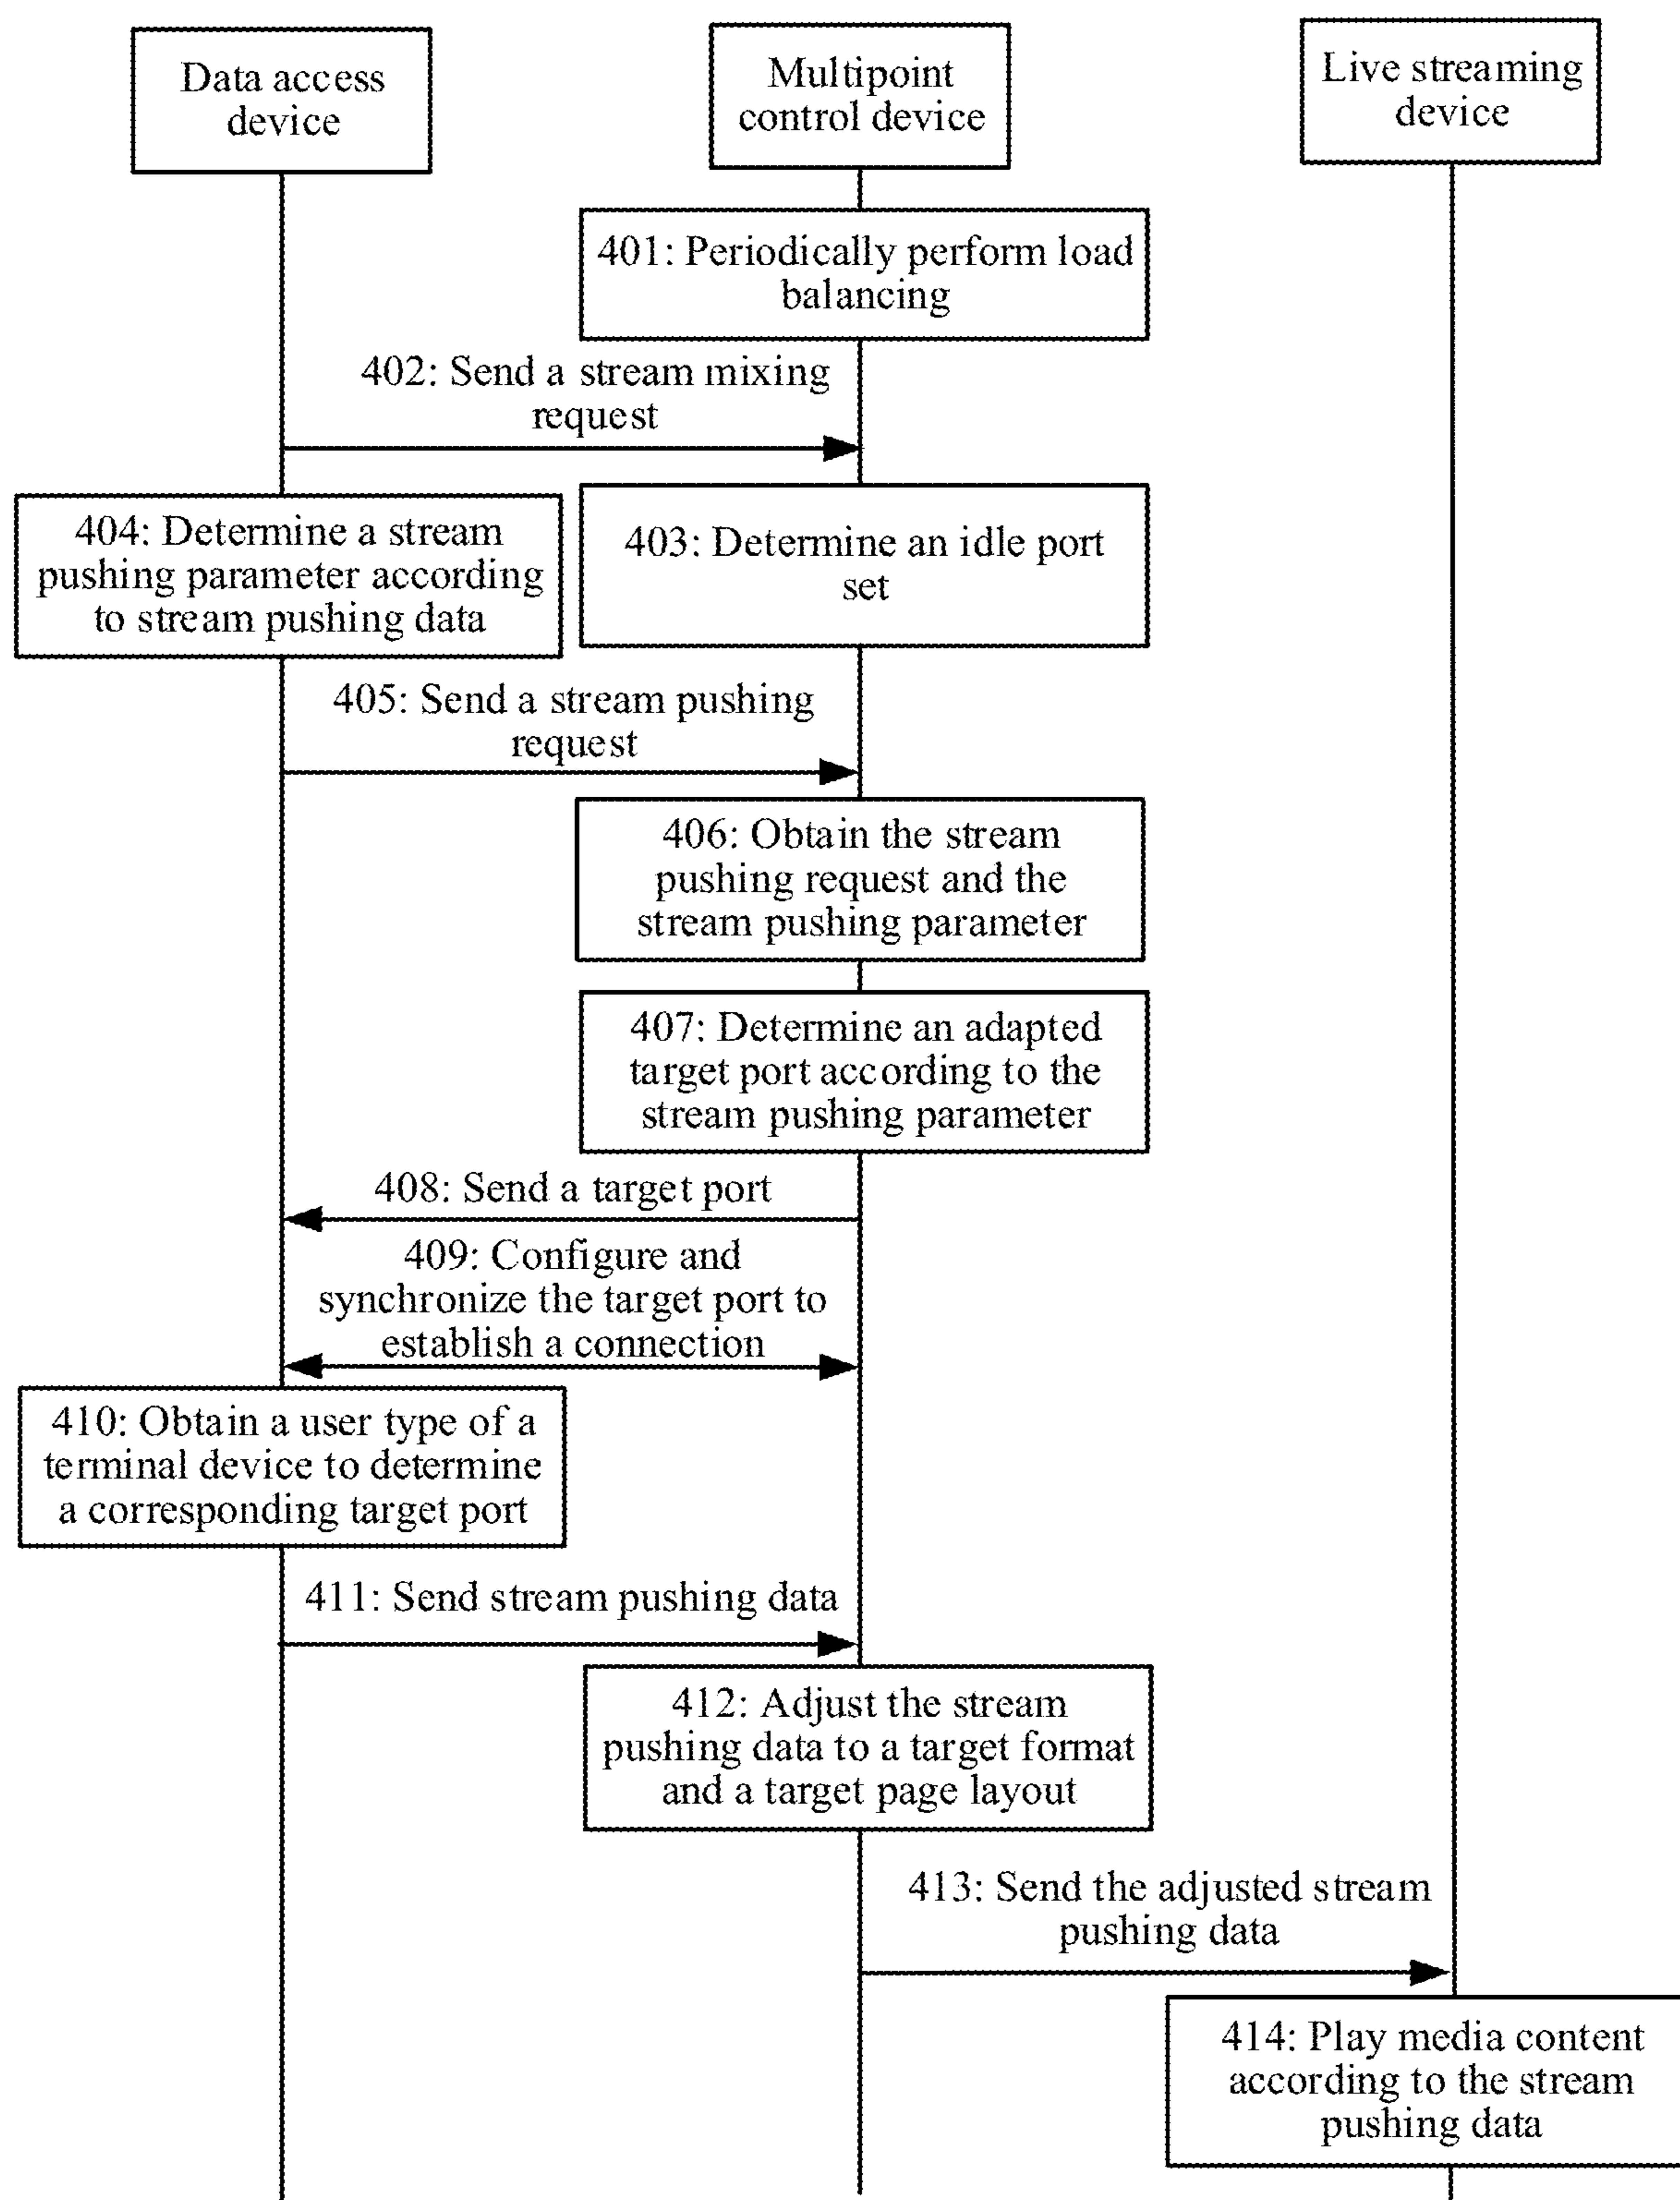 Data access
device
Multipoint
control device
Live streaming
device
401: Periodically perform load
balancing
402: Send a stream mixing
request
404: Determine a stream
pushing parameter according
to stream pushing data
403: Determine an idle port
set
405: Send a stream pushing
request
406: Obtain the stream
pushing request and the
stream pushing parameter
407: Determine an adapted
target port according to the
stream pushing parameter
408: Send a target port
409: Configure and
synchronize the target port to
establish a connection
410: Obtain a user type of a
terminal device to determine
a corresponding target port
411: Send stream pushing data
412: Adjust the stream
pushing data to a target format
and a target page layout
413: Send the adjusted stream
pushing data
414: Play media content
according to the stream
pushing data